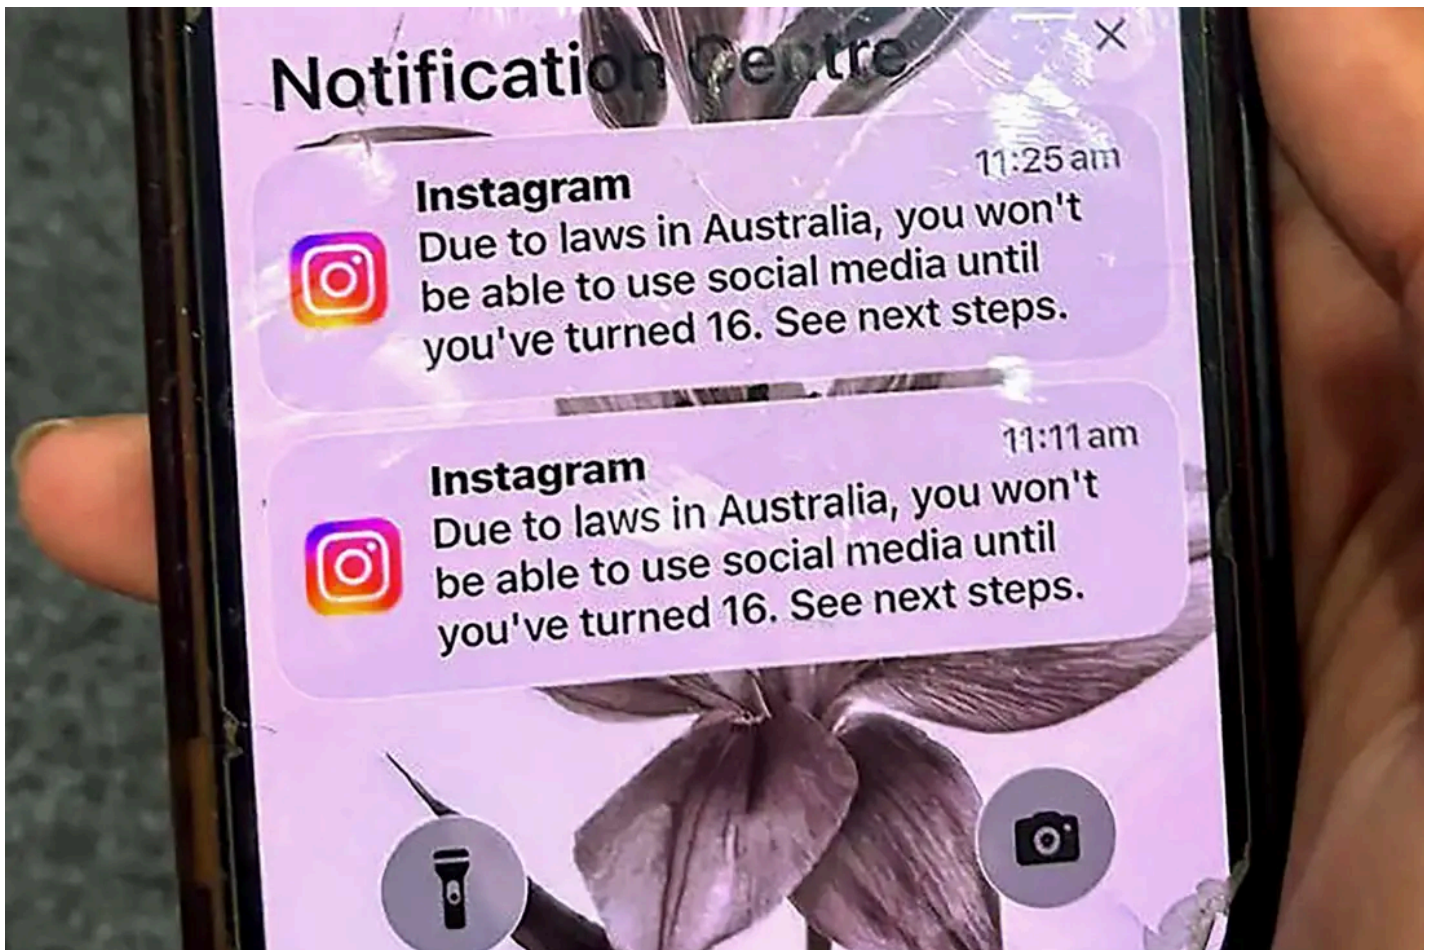 Notification Centre
Instagram
11:25 am
Due to laws in Australia, you won't
be able to use social media until
you've turned 16. See next steps.
Instagram
11:11 am
Due to laws in Australia, you won't
be able to use social media until
you've turned 16. See next steps.